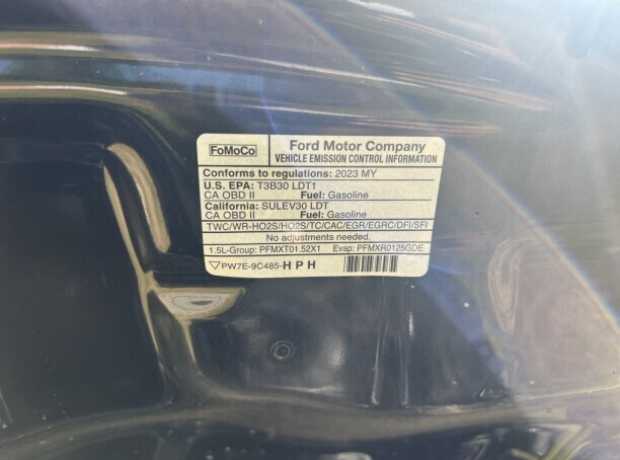 FoMoCo
Ford Motor Company
VEHICLE EMISSION CONTROL INFORMATION
Conforms to regulations: 2023 MY
U.S. EPA: T3B30 LDT1
CA OBD II Fuel: Gasoline
California: SULEV30 LDT
CA OBD II Fuel: Gasoline
TWC/WR-HO2S/HO2S/TC/CAC/EGR/EGRC/DFI/SFI
No adjustments needed.
1.5L-Group: PFMXT01.52X1 Evap: PFMXR0125GDE
PW7E-9C485-HPH